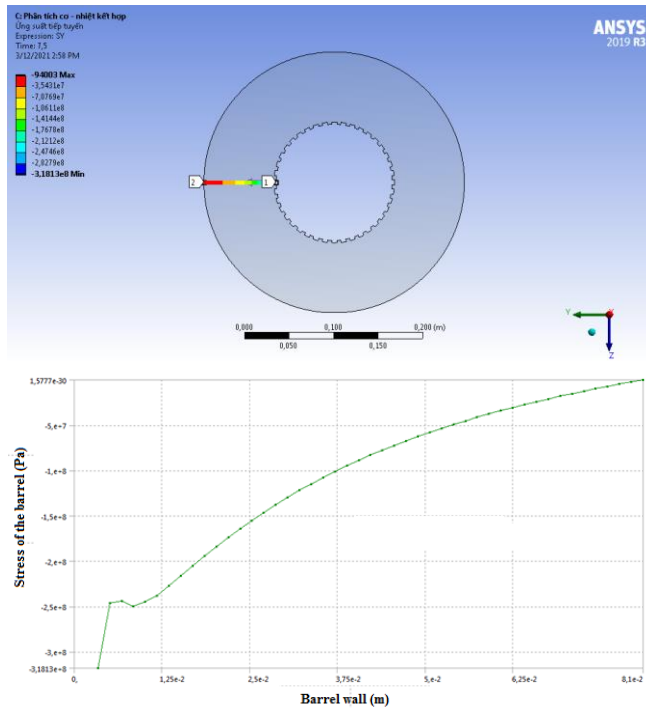 C: Phân tích cơ - nhiệt kết hợp
Ứng suất tiếp tuyến
Expression: SY
Time: 7,5
3/12/2021 2:58 PM
-94003 Max
-3,5431e7
-7,0769e7
-1,0611e8
-1,4144e8
-1,7678e8
-2,1212e8
-2,4746e8
-2,8279e8
-3,1813e8 Min
ANSYS
2019 R3
2
1
0,000
0,100
0,200 (m)
0,050
0,150
Y
X
Z
1,5777e-30
-5,e+7
-1,e+8
-1,5e+8
-2,e+8
-2,5e+8
-3,e+8
-3,1813e+8
Stress of the barrel (Pa)
0,
1,25e-2
2,5e-2
3,75e-2
5,e-2
6,25e-2
8,1e-2
Barrel wall (m)